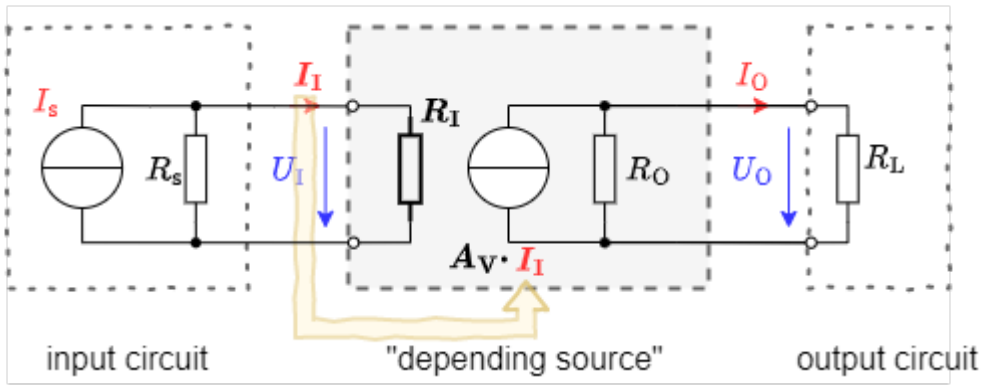 I_I
I_O
I_s
R_I
R_s
U_I
R_O
U_O
R_L
A_V · I_I
input circuit
"depending source"
output circuit